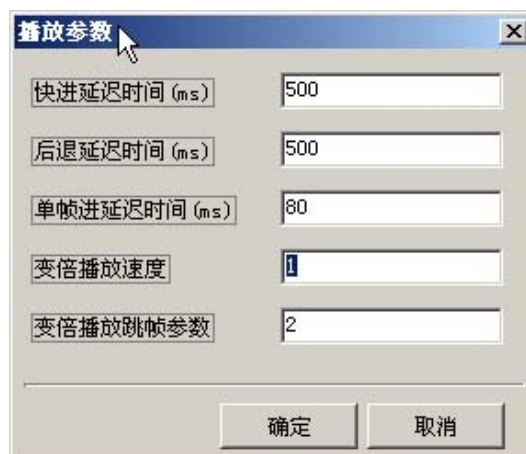 播放参数
快进延迟时间(ms) 500
后退延迟时间(ms) 500
单帧进延迟时间(ms) 80
变倍播放速度 1
变倍播放跳帧参数 2
确定 取消